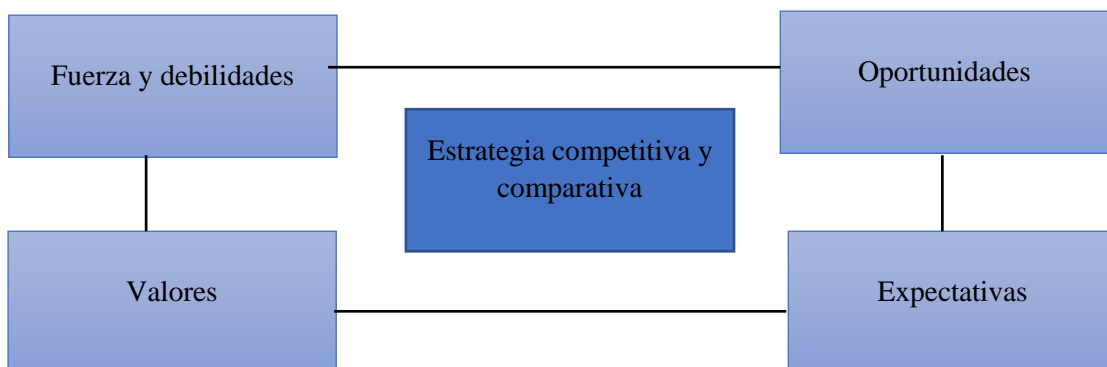 Fuerza y debilidades
Oportunidades
Estrategia competitiva y
comparativa
Valores
Expectativas